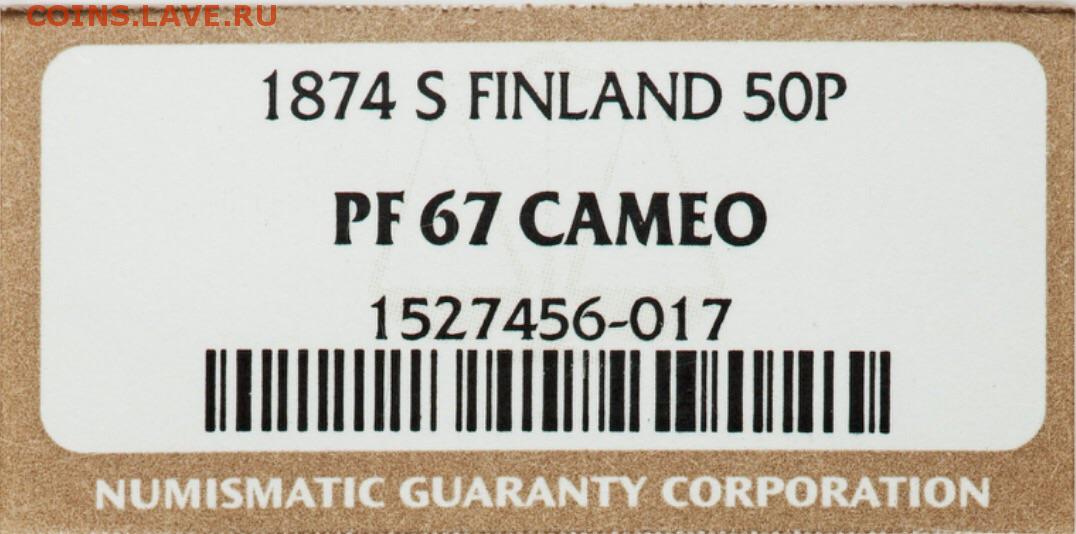 COINS.LAVE.RU
1874 S FINLAND 50P
PF 67 CAMEO
1527456-017
NUMISMATIC GUARANTY CORPORATION